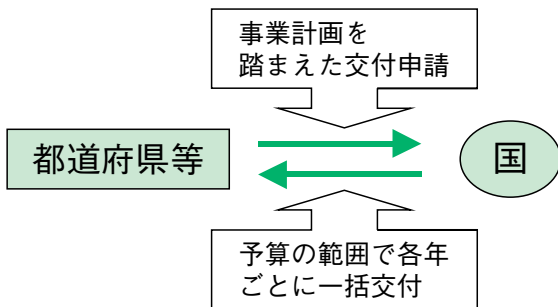 事業計画を
踏まえた交付申請
都道府県等
国
予算の範囲で各年
ごとに一括交付